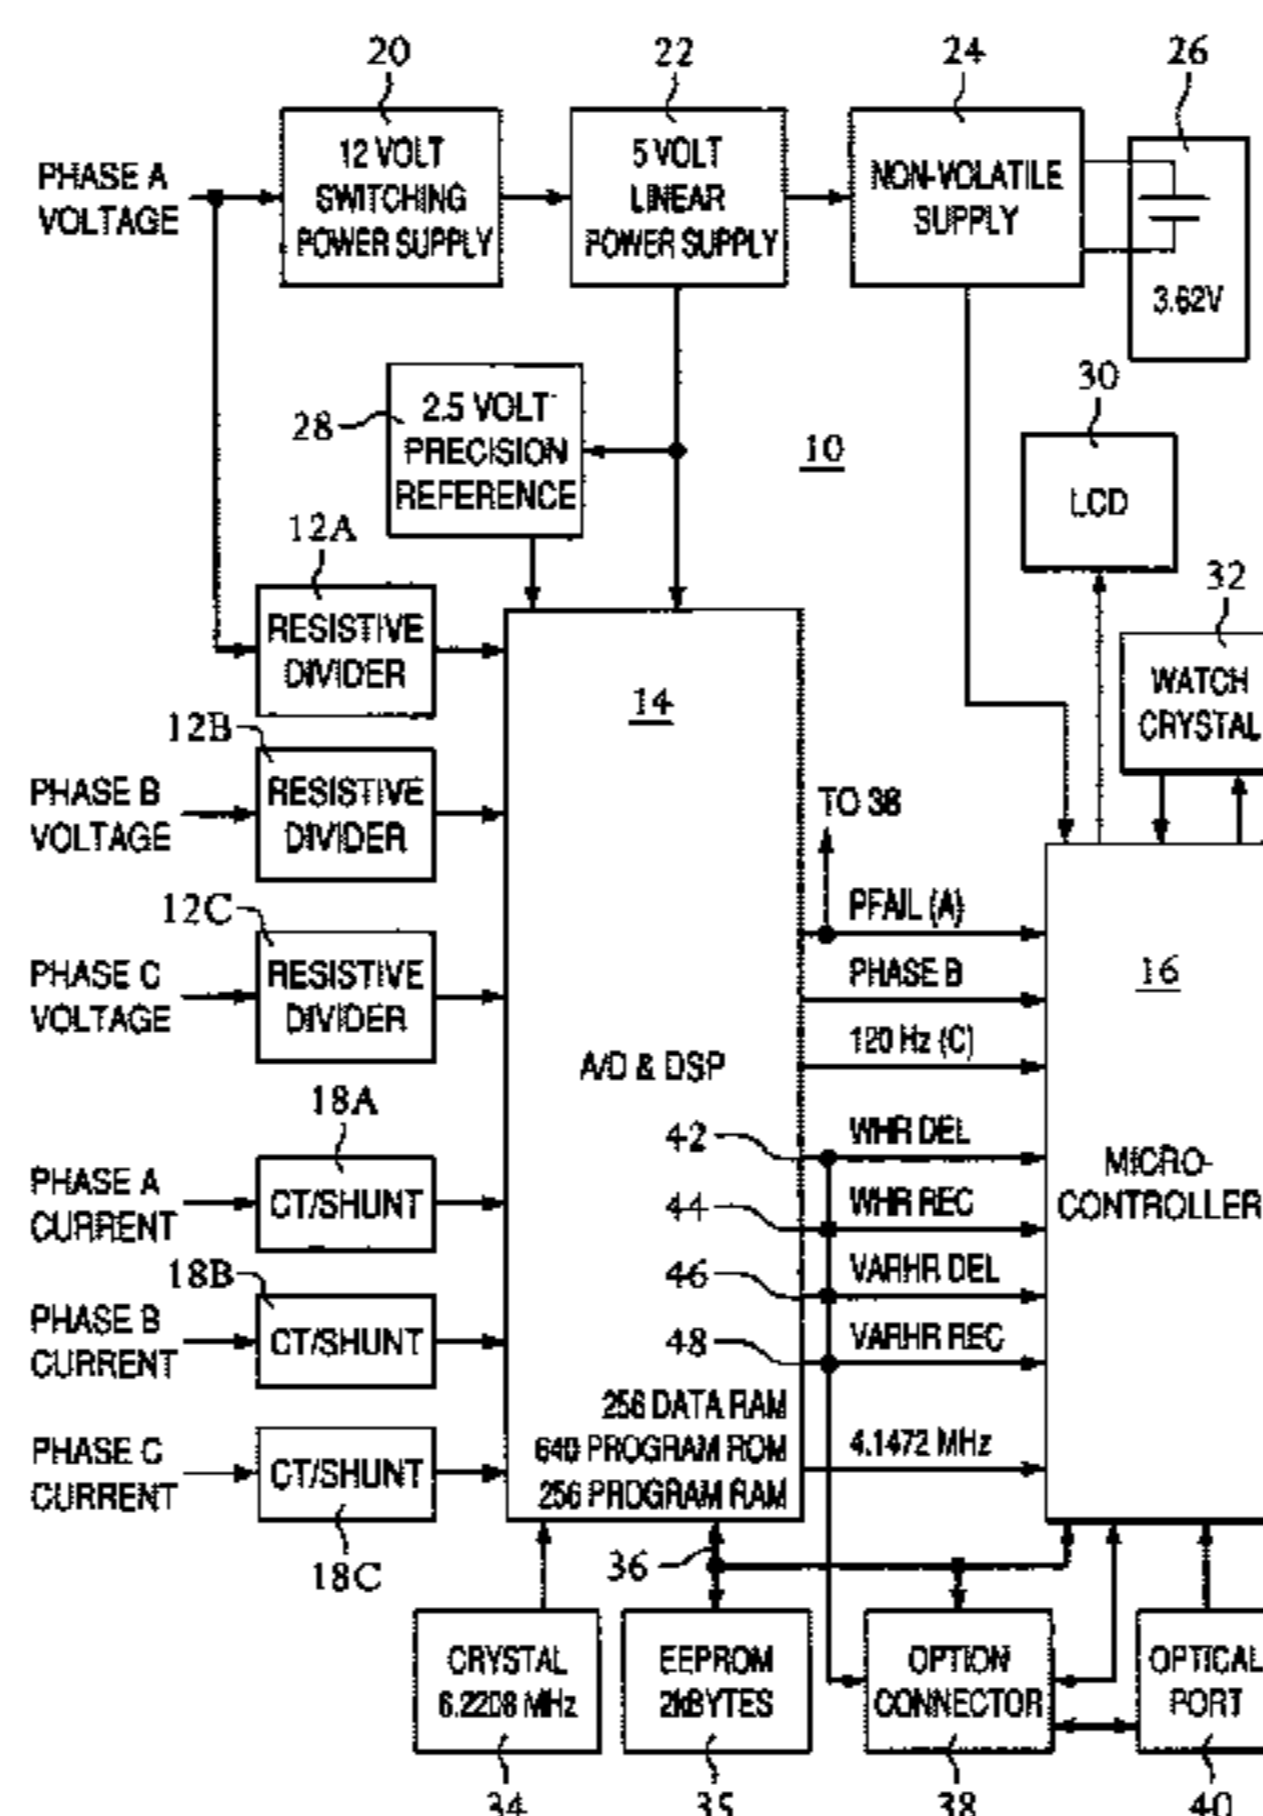 20
22
24
26
PHASE A
VOLTAGE
12 VOLT
SWITCHING
POWER SUPPLY
5 VOLT
LINEAR
POWER SUPPLY
NON-VOLATILE
SUPPLY
3.62V
28
2.5 VOLT
PRECISION
REFERENCE
10
30
LCD
12A
RESISTIVE
DIVIDER
14
32
WATCH
CRYSTAL
12B
PHASE B
VOLTAGE
RESISTIVE
DIVIDER
TO 38
12C
PHASE C
VOLTAGE
RESISTIVE
DIVIDER
PFAIL (A)
PHASE B
120 Hz (C)
16
A/D & DSP
18A
PHASE A
CURRENT
CT/SHUNT
42
WHR DEL
MICRO-
CONTROLLER
44
WHR REC
18B
PHASE B
CURRENT
CT/SHUNT
46
VARHR DEL
48
VARHR REC
PHASE C
CURRENT
CT/SHUNT
18C
256 DATA RAM
640 PROGRAM ROM
256 PROGRAM RAM
4.1472 MHz
36
CRYSTAL
6.2208 MHz
EEPROM
2kBYTES
OPTION
CONNECTOR
OPTICAL
PORT
34
35
38
40